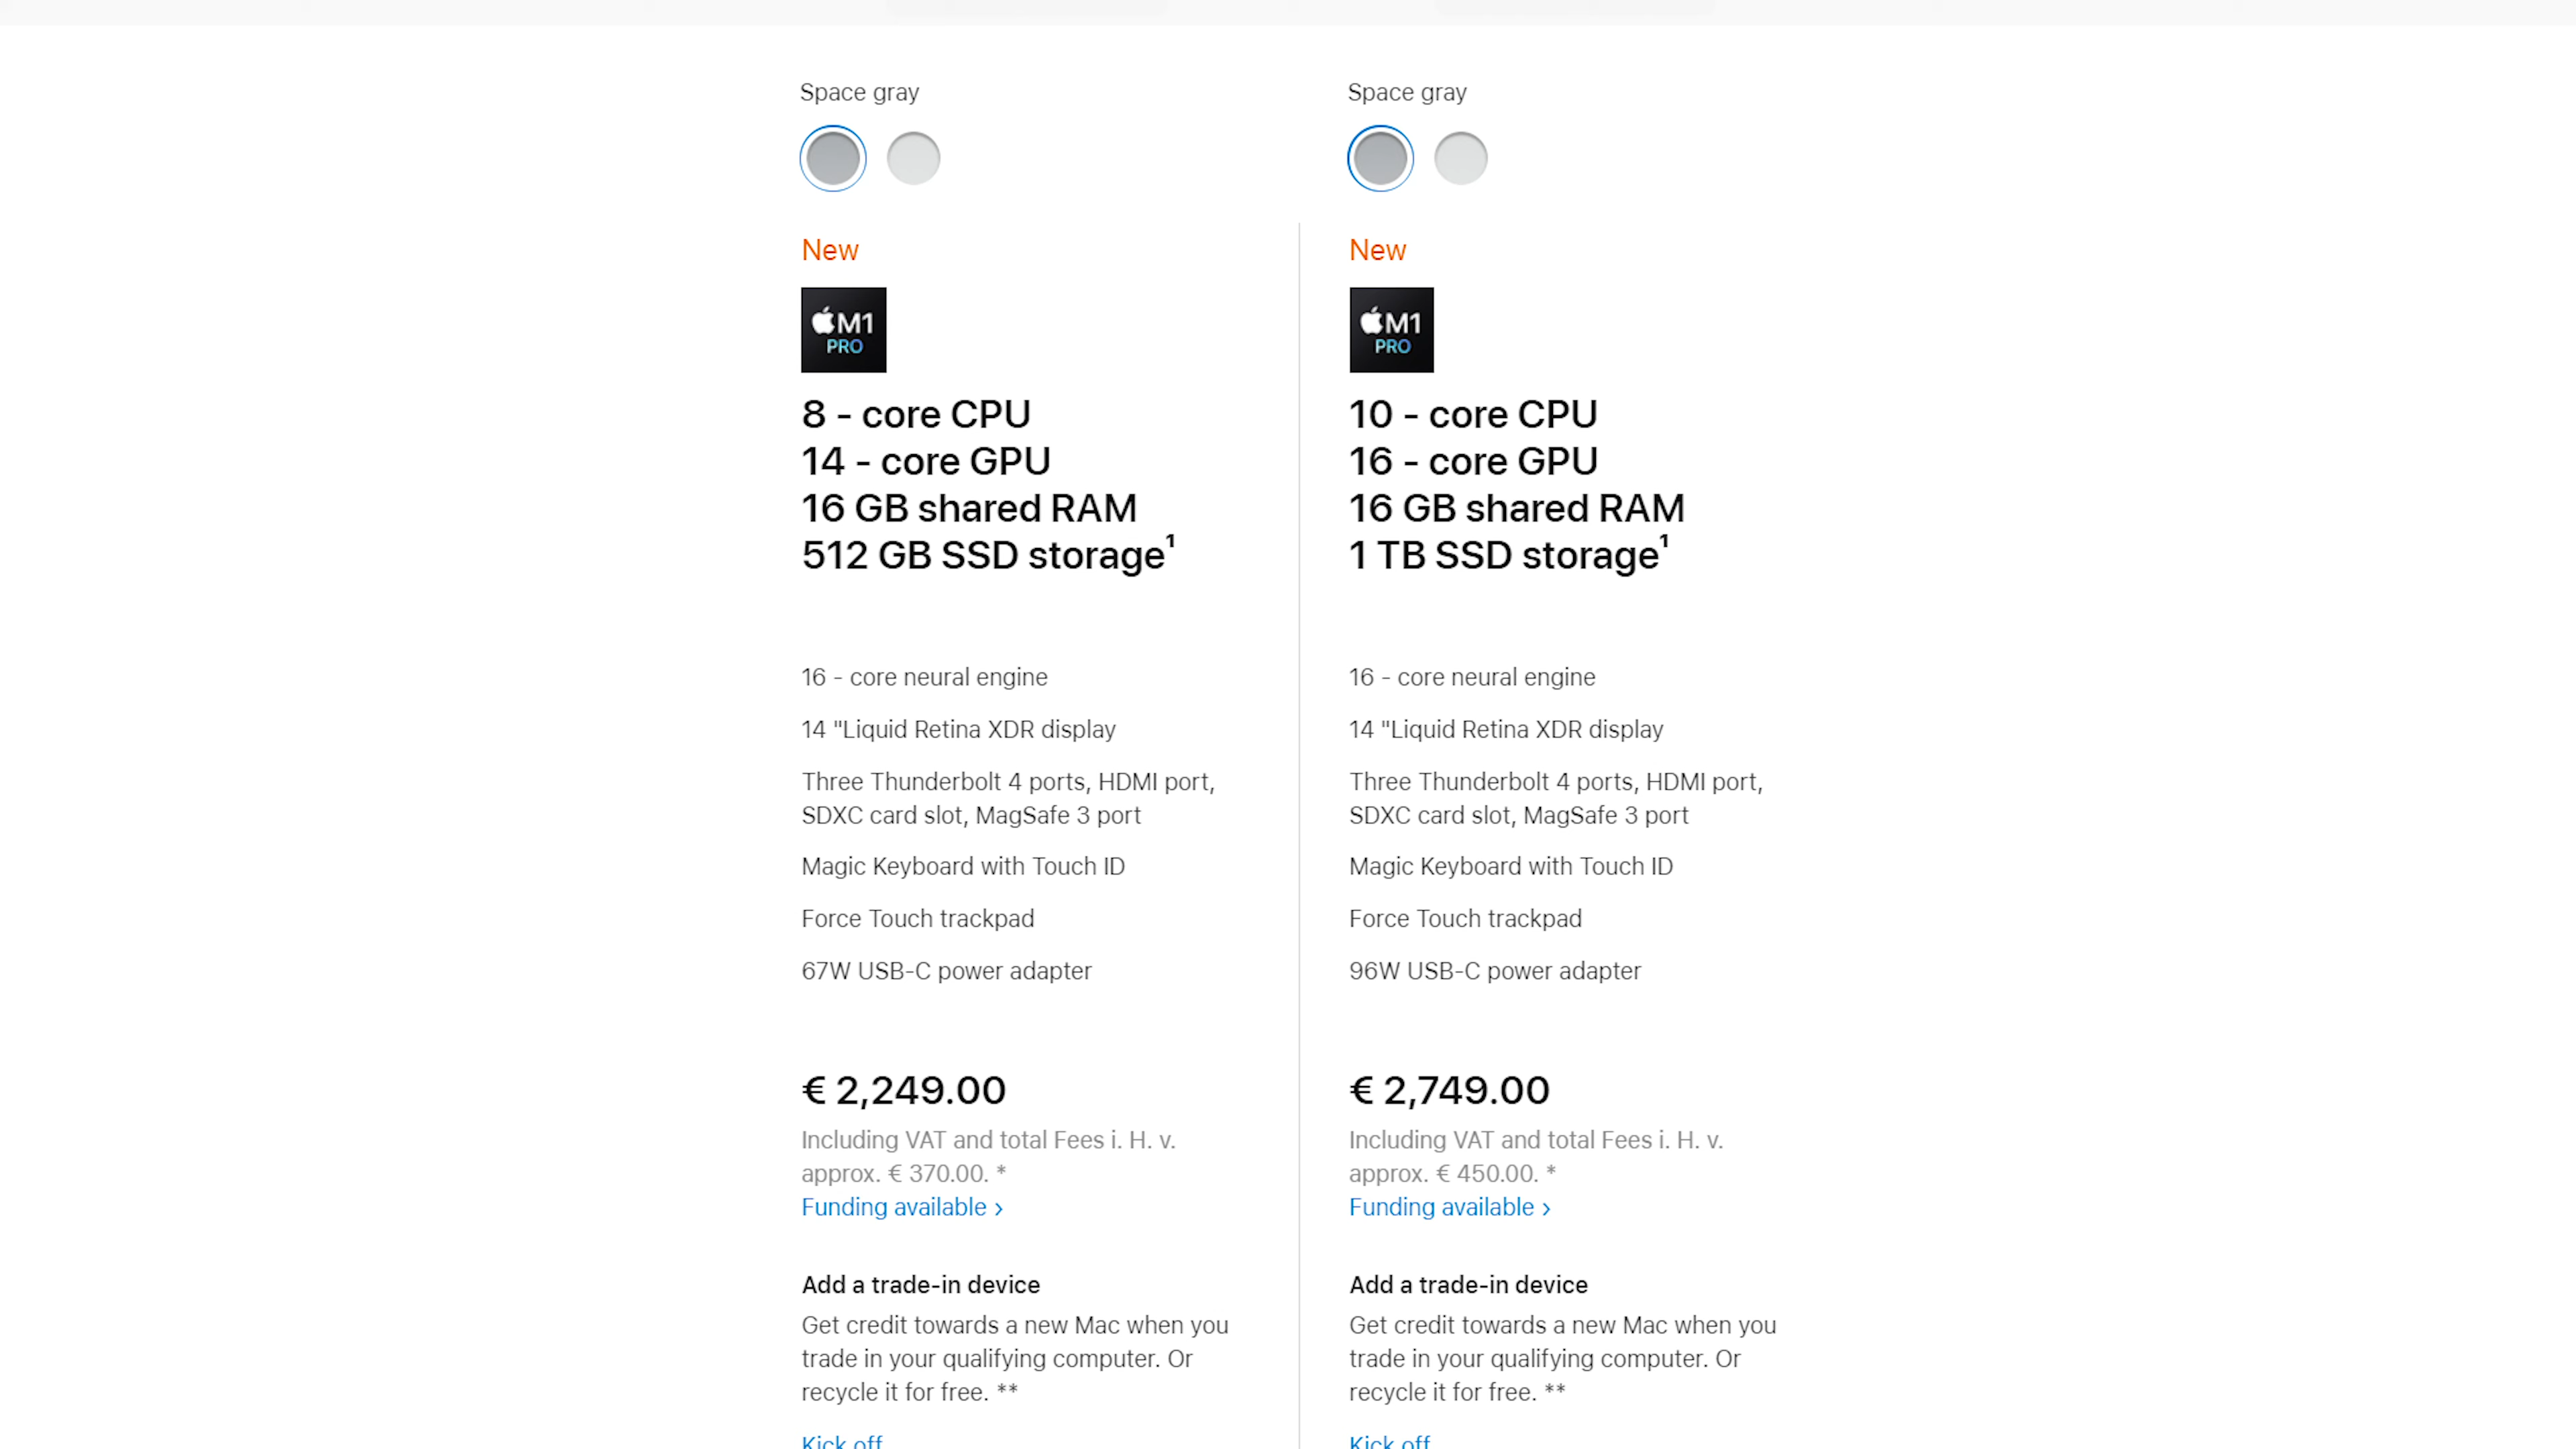 Space gray
New
M1
PRO
8 - core CPU
14 - core GPU
16 GB shared RAM
512 GB SSD storage¹
16 - core neural engine
14 "Liquid Retina XDR display
Three Thunderbolt 4 ports, HDMI port,
SDXC card slot, MagSafe 3 port
Magic Keyboard with Touch ID
Force Touch trackpad
67W USB-C power adapter
€ 2,249.00
Including VAT and total Fees i. H. v.
approx. € 370.00. *
Funding available ›
Add a trade-in device
Get credit towards a new Mac when you
trade in your qualifying computer. Or
recycle it for free. **
Kick off
Space gray
New
M1
PRO
10 - core CPU
16 - core GPU
16 GB shared RAM
1 TB SSD storage¹
16 - core neural engine
14 "Liquid Retina XDR display
Three Thunderbolt 4 ports, HDMI port,
SDXC card slot, MagSafe 3 port
Magic Keyboard with Touch ID
Force Touch trackpad
96W USB-C power adapter
€ 2,749.00
Including VAT and total Fees i. H. v.
approx. € 450.00. *
Funding available ›
Add a trade-in device
Get credit towards a new Mac when you
trade in your qualifying computer. Or
recycle it for free. **
Kick off